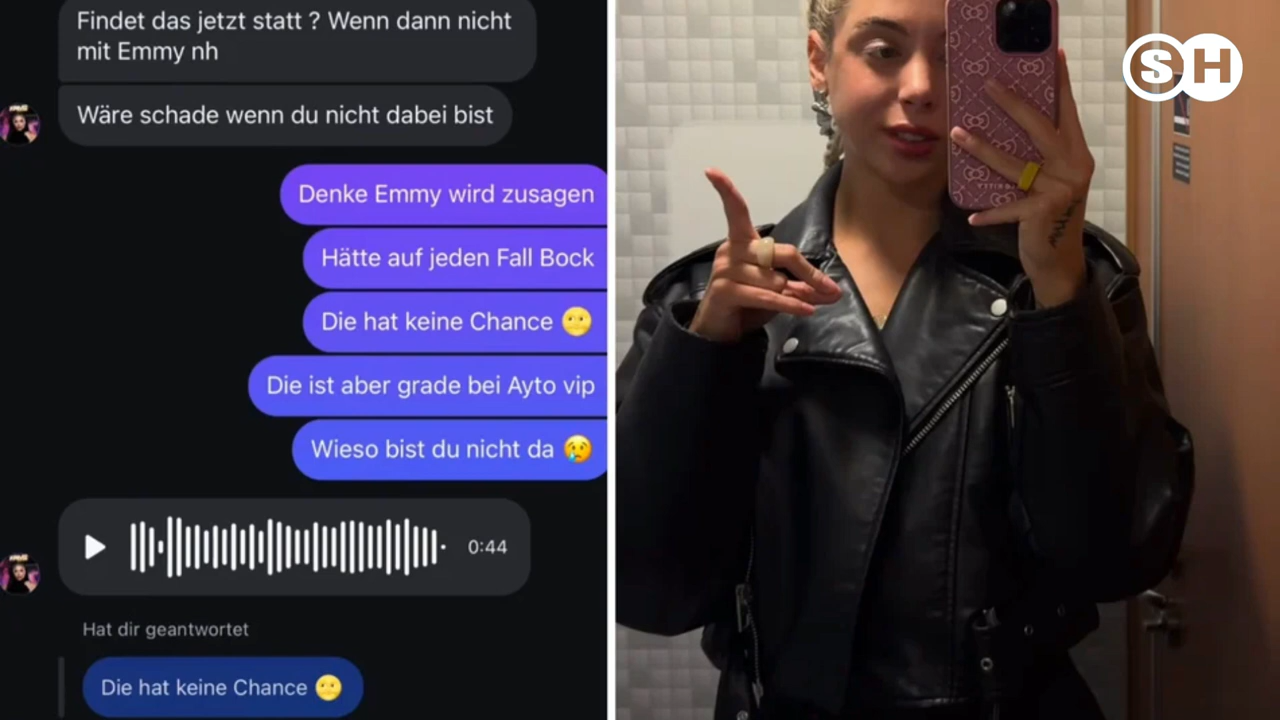 Findet das jetzt statt ? Wenn dann nicht
mit Emmy nh
Wäre schade wenn du nicht dabei bist
Denke Emmy wird zusagen
Hätte auf jeden Fall Bock
Die hat keine Chance 🌝
Die ist aber grade bei Ayto vip
Wieso bist du nicht da 😢
0:44
Hat dir geantwortet
Die hat keine Chance 🌝
SH